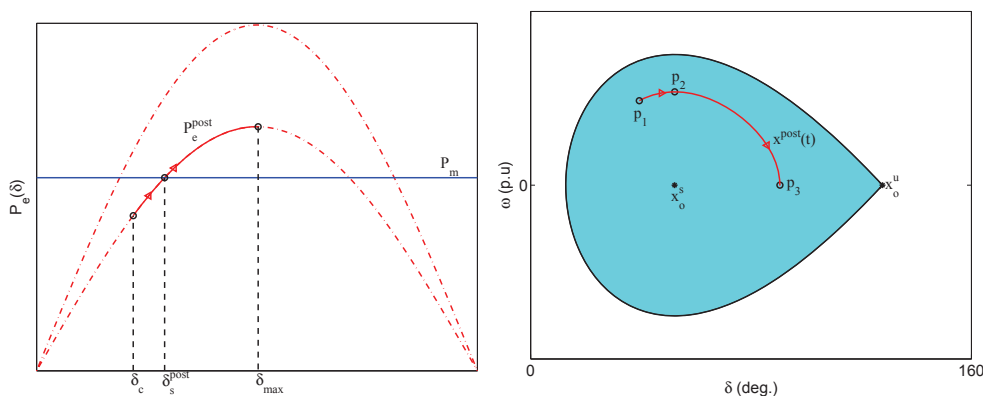 P_e(δ)
P_e^post
P_m
δ_c
δ_s^post
δ_max
ω (p.u)
0
p_1
p_2
x^post(t)
p_3
x_o^s
x_o^u
0
δ (deg.)
160